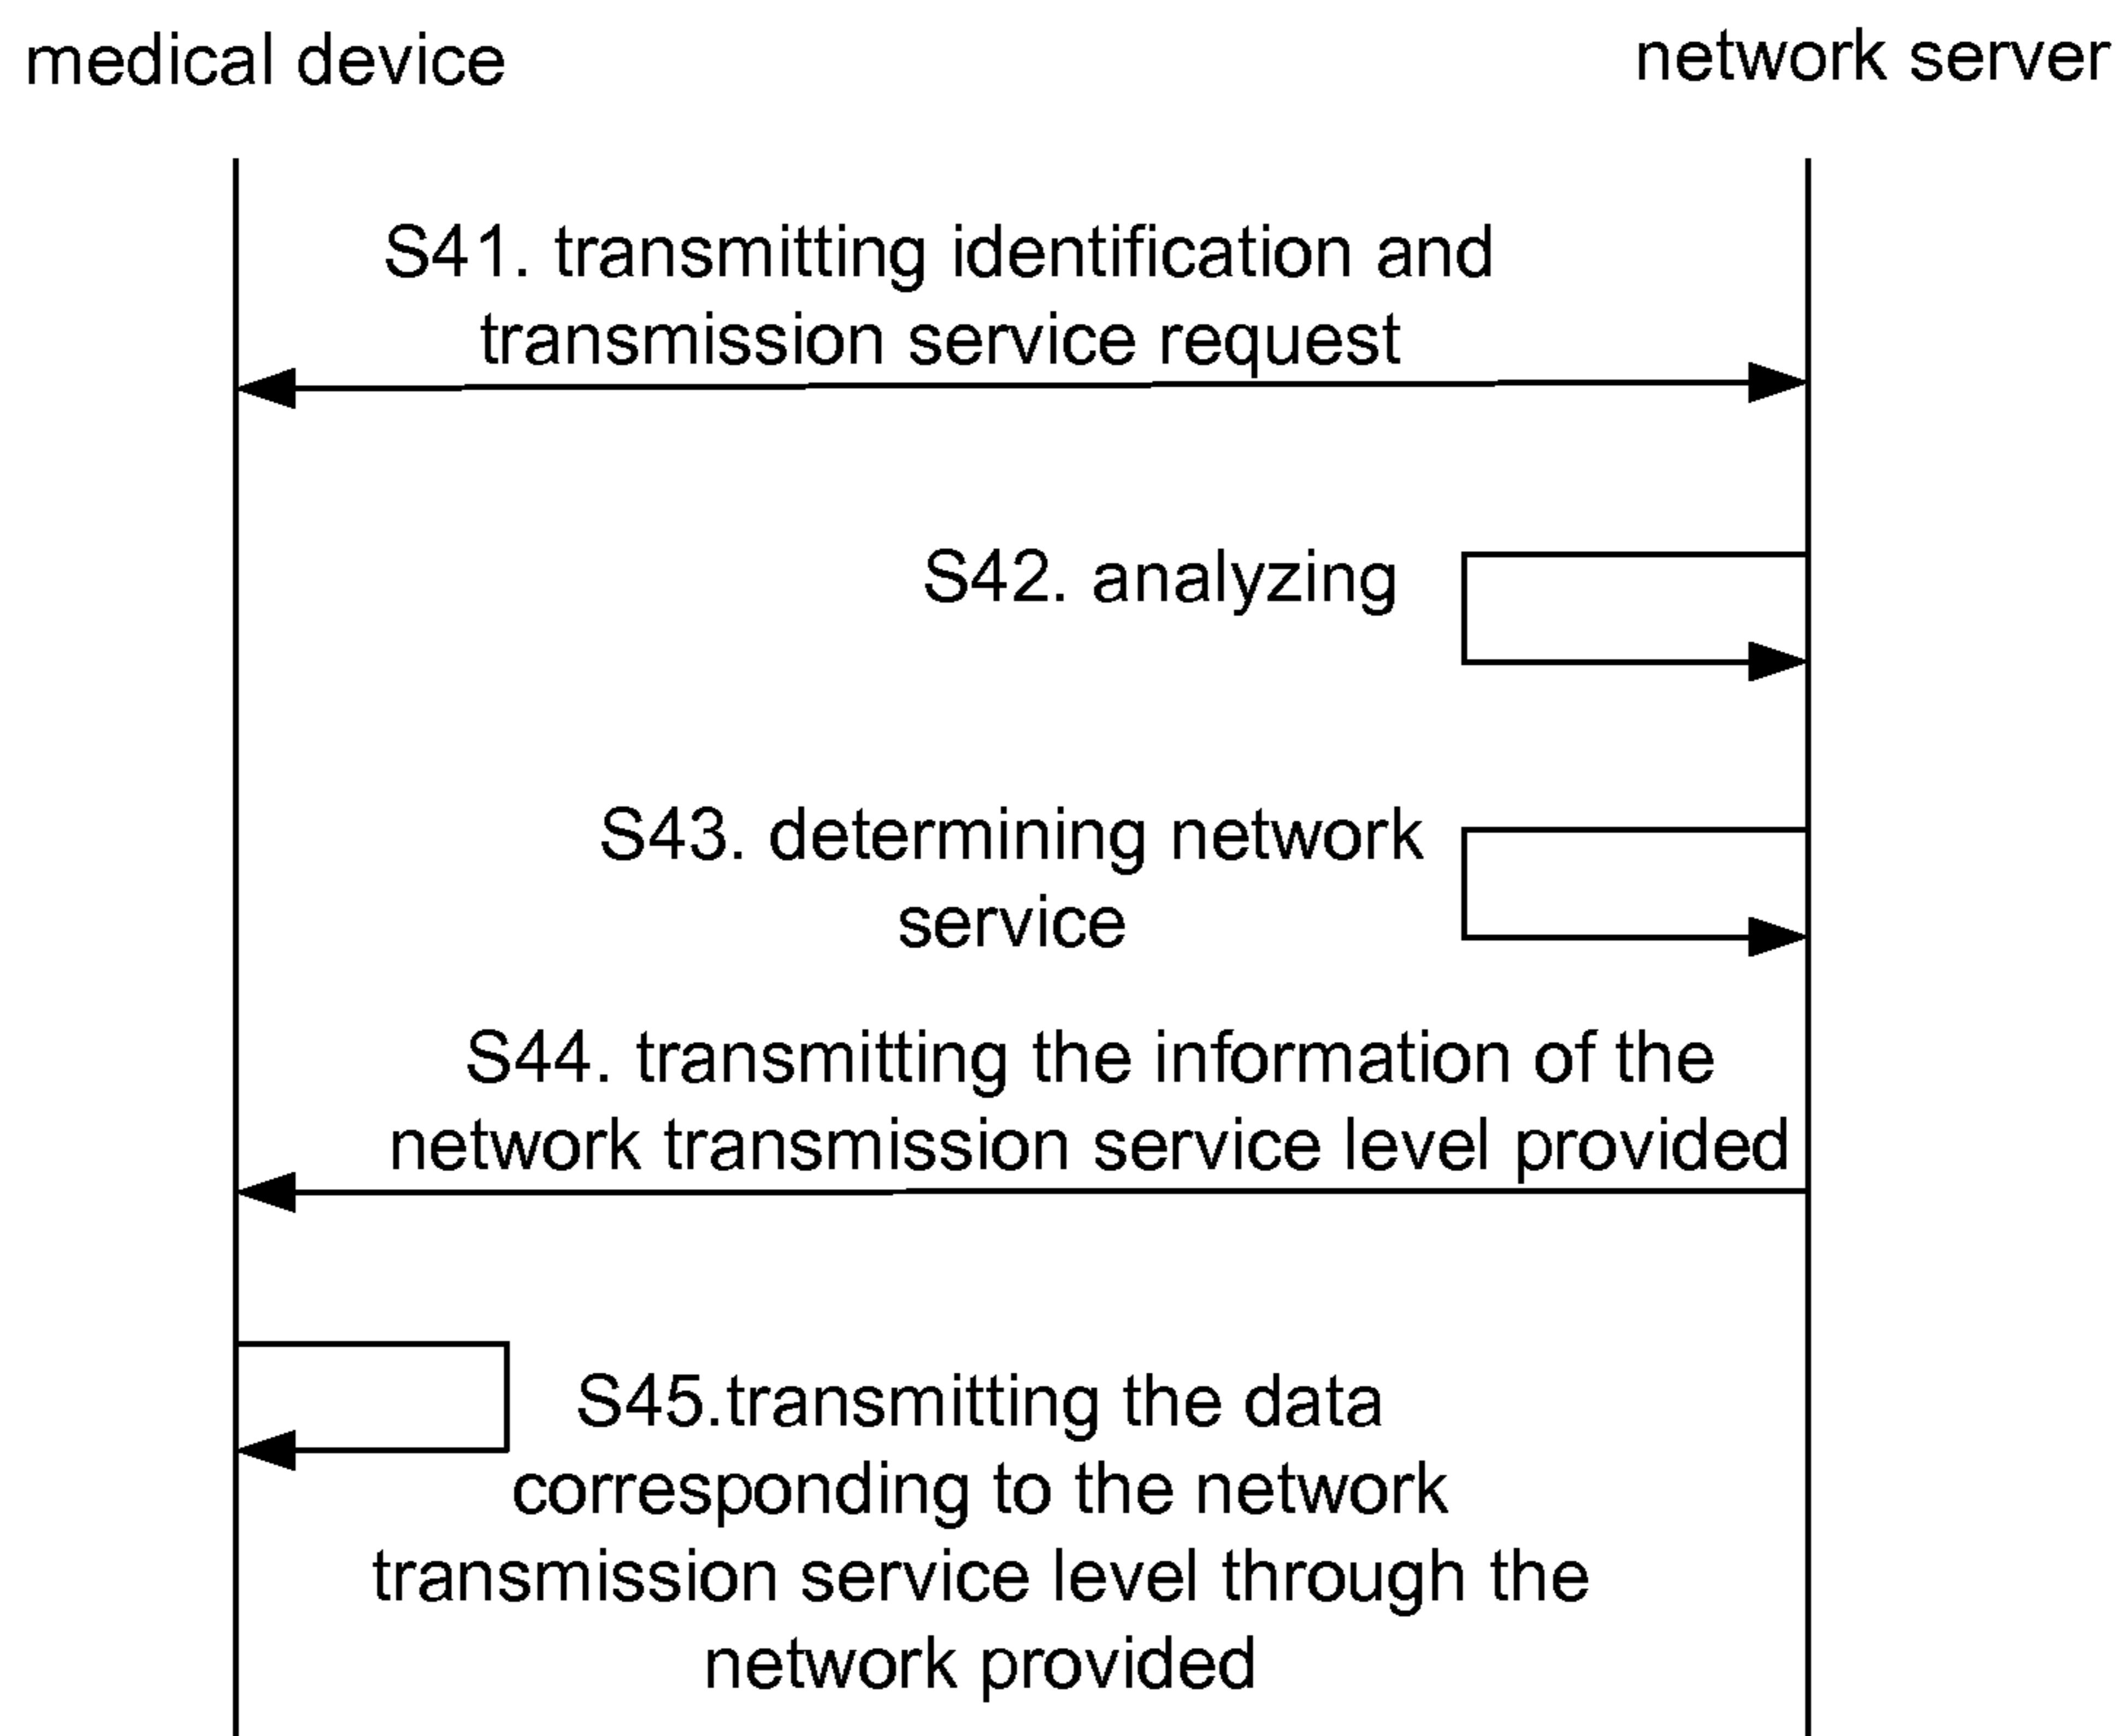 medical device
network server
S41. transmitting identification and
transmission service request
S42. analyzing
S43. determining network
service
S44. transmitting the information of the
network transmission service level provided
S45.transmitting the data
corresponding to the network
transmission service level through the
network provided